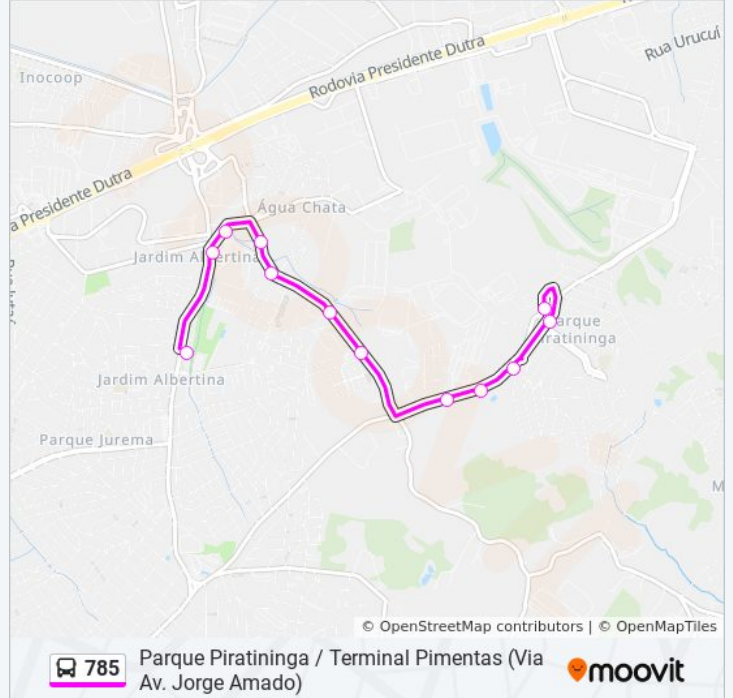 Inocoop
Rodovia Presidente Dutra
Rua Urucuí
a Presidente Dutra
Água Chata
Jardim Albertina
Parque
Piratininga
Jardim Albertina
Parque Jurema
M
© OpenStreetMap contributors | © OpenMapTiles
785
Parque Piratininga / Terminal Pimentas (Via
Av. Jorge Amado)
moovit